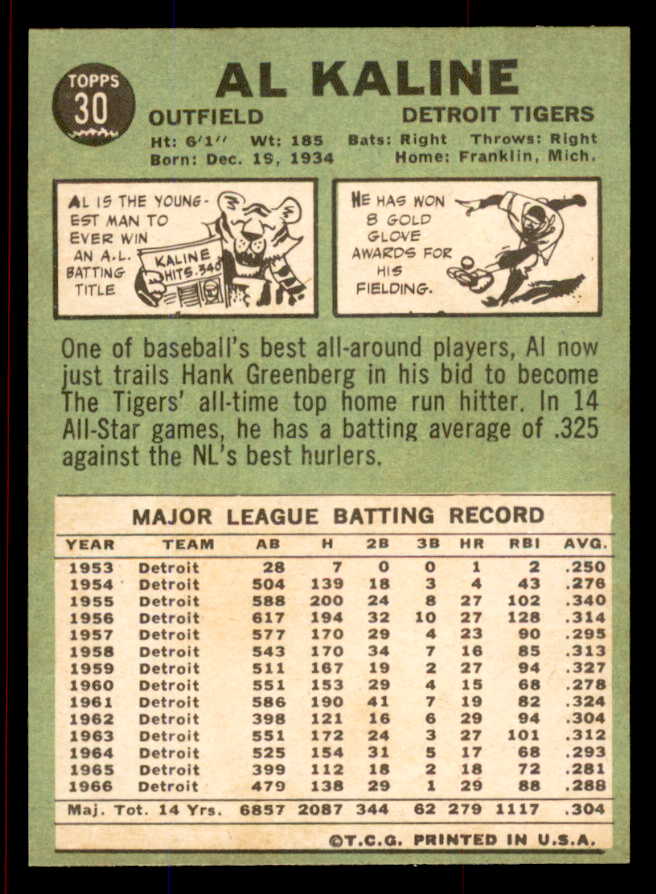 TOPPS
30
AL KALINE
OUTFIELD DETROIT TIGERS
Ht: 6'1" Wt: 185 Bats: Right Throws: Right
Born: Dec. 19, 1934 Home: Franklin, Mich.
AL IS THE YOUNG-
EST MAN TO
EVER WIN
AN A.L.
BATTING
TITLE
KALINE
HITS .340
HE HAS WON
8 GOLD
GLOVE
AWARDS FOR
HIS
FIELDING.
One of baseball's best all-around players, Al now
just trails Hank Greenberg in his bid to become
The Tigers' all-time top home run hitter. In 14
All-Star games, he has a batting average of .325
against the NL's best hurlers.
MAJOR LEAGUE BATTING RECORD
YEAR TEAM AB H 2B 3B HR RBI AVG.
1953 Detroit 28 7 0 0 1 2 .250
1954 Detroit 504 139 18 3 4 43 .276
1955 Detroit 588 200 24 8 27 102 .340
1956 Detroit 617 194 32 10 27 128 .314
1957 Detroit 577 170 29 4 23 90 .295
1958 Detroit 543 170 34 7 16 85 .313
1959 Detroit 511 167 19 2 27 94 .327
1960 Detroit 551 153 29 4 15 68 .278
1961 Detroit 586 190 41 7 19 82 .324
1962 Detroit 398 121 16 6 29 94 .304
1963 Detroit 551 172 24 3 27 101 .312
1964 Detroit 525 154 31 5 17 68 .293
1965 Detroit 399 112 18 2 18 72 .281
1966 Detroit 479 138 29 1 29 88 .288
Maj. Tot. 14 Yrs. 6857 2087 344 62 279 1117 .304
©T.C.G. PRINTED IN U.S.A.